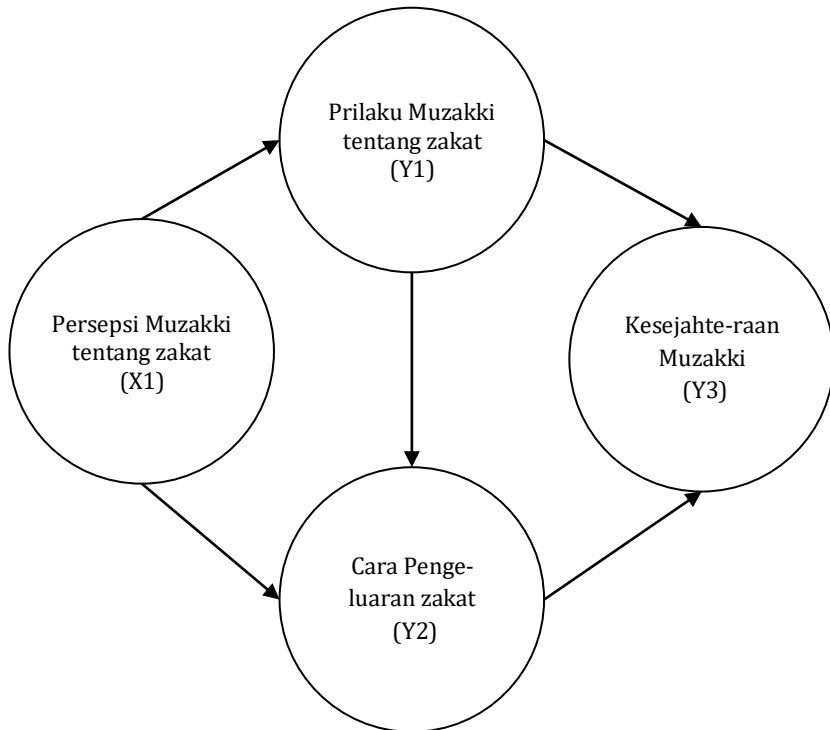 Prilaku Muzakki
tentang zakat
(Y1)
Persepsi Muzakki
tentang zakat
(X1)
Kesejahte-raan
Muzakki
(Y3)
Cara Penge-
luaran zakat
(Y2)